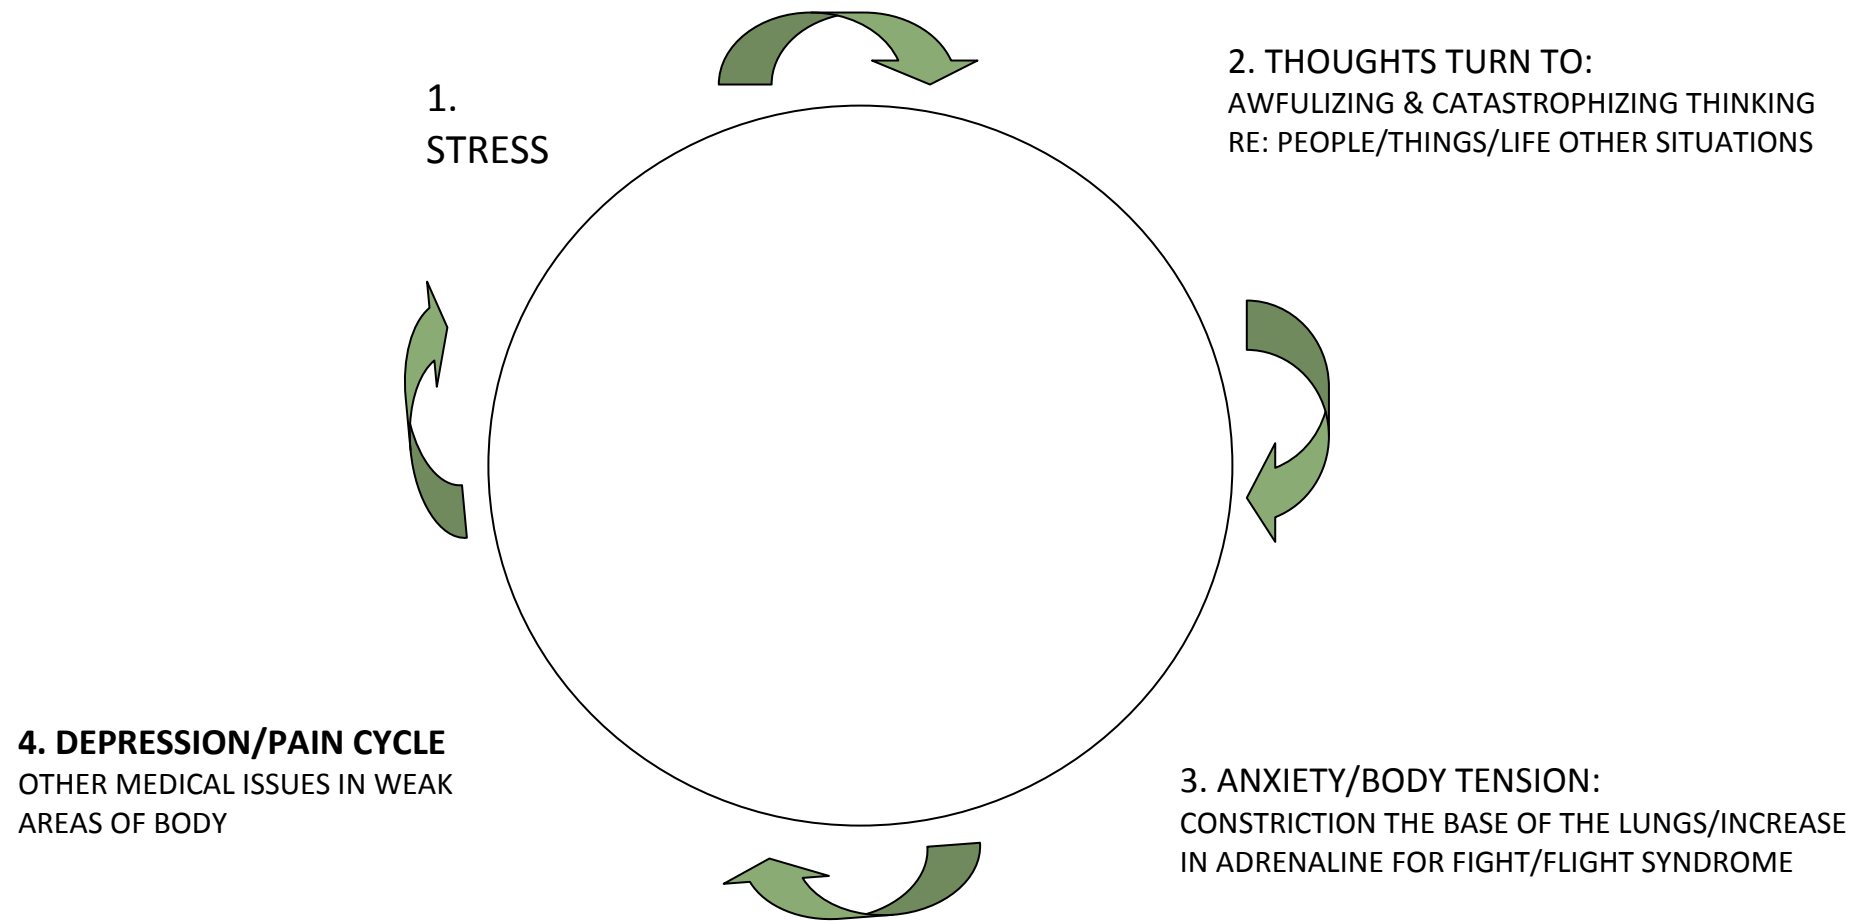 1.
STRESS
2. THOUGHTS TURN TO:
AWFULIZING & CATASTROPHIZING THINKING
RE: PEOPLE/THINGS/LIFE OTHER SITUATIONS
3. ANXIETY/BODY TENSION:
CONSTRICTION THE BASE OF THE LUNGS/INCREASE
IN ADRENALINE FOR FIGHT/FLIGHT SYNDROME
4. DEPRESSION/PAIN CYCLE
OTHER MEDICAL ISSUES IN WEAK
AREAS OF BODY